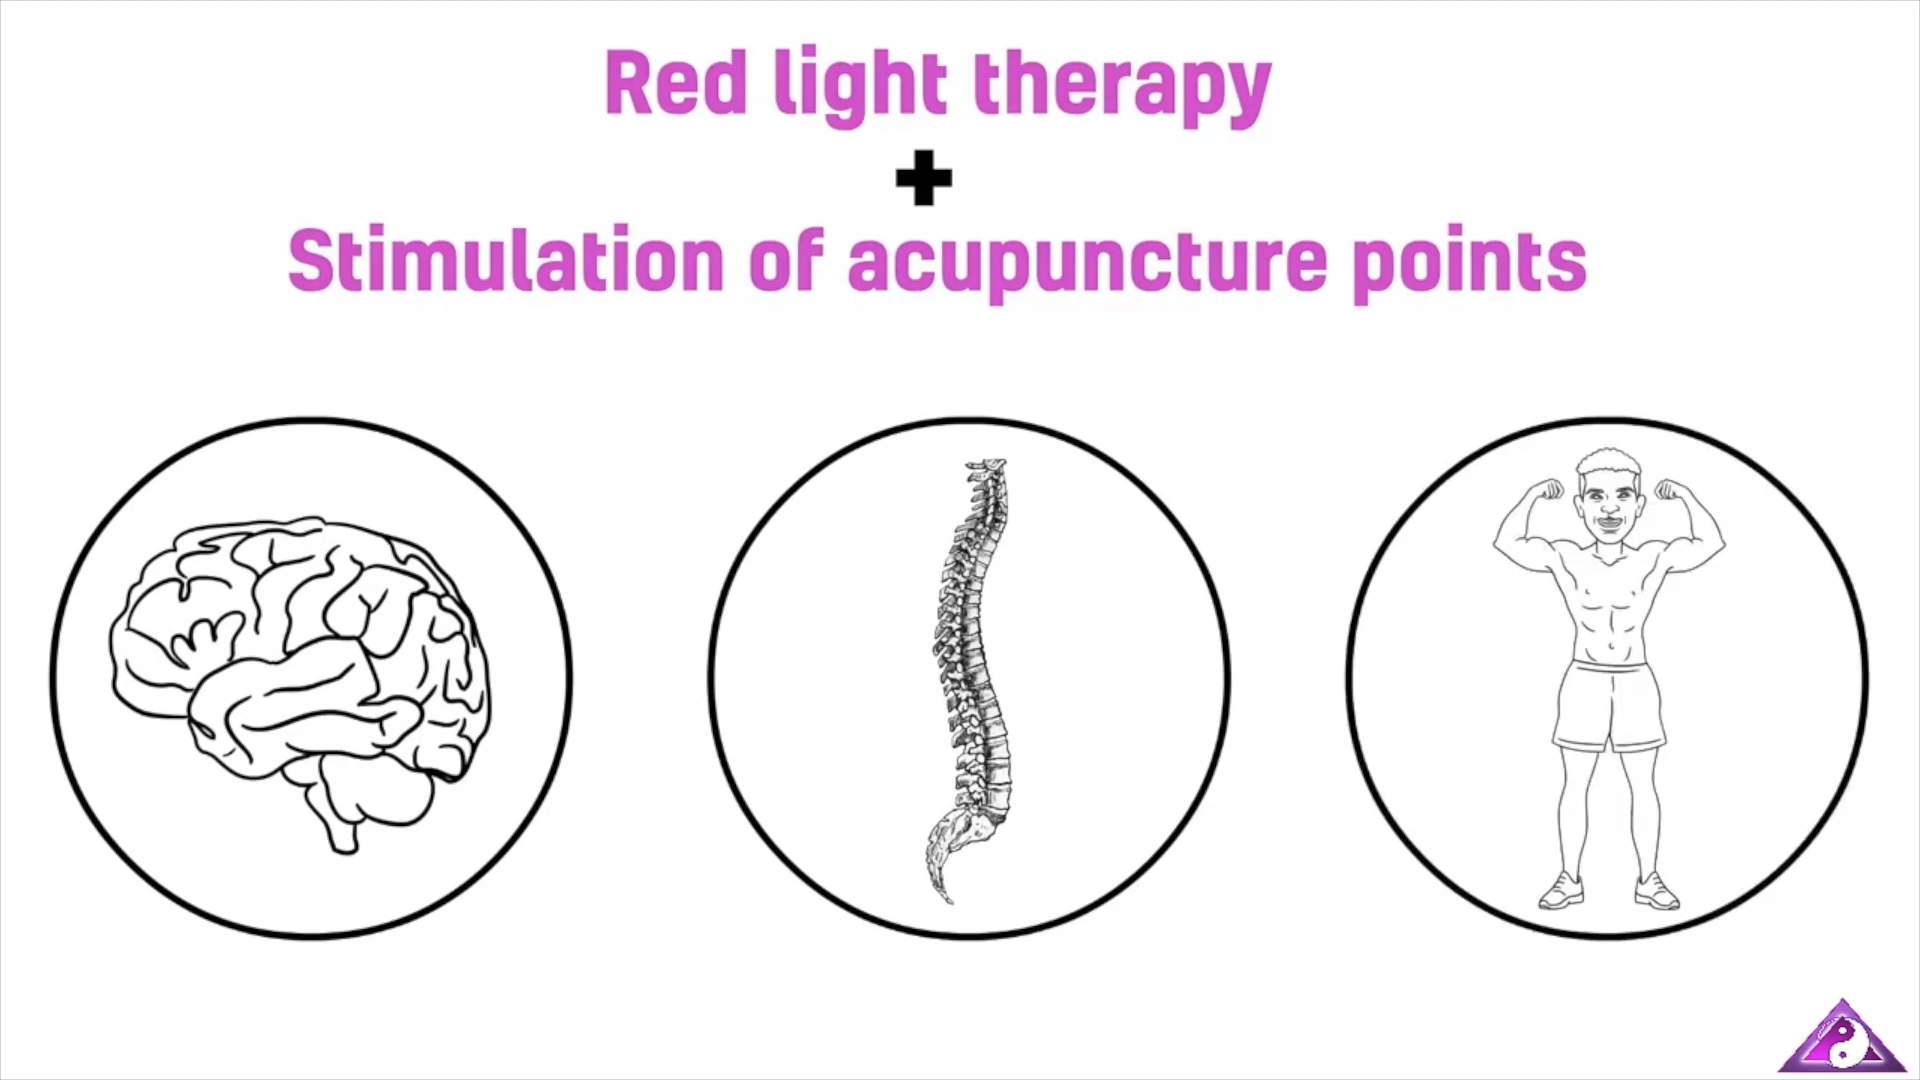 Red light therapy
+
Stimulation of acupuncture points